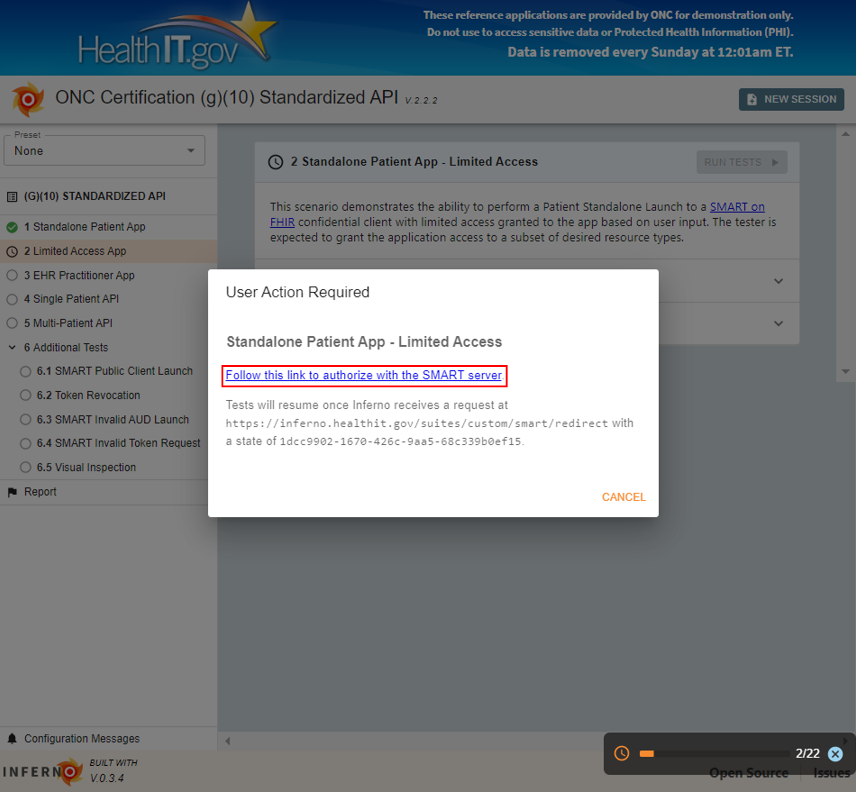 These reference applications are provided by ONC for demonstration only.
Do not use to access sensitive data or Protected Health Information (PHI).
Data is removed every Sunday at 12:01am ET.
HealthIT.gov
ONC Certification (g)(10) Standardized API V.2.2.2
NEW SESSION
Preset
None
(G)(10) STANDARDIZED API
1 Standalone Patient App
2 Limited Access App
3 EHR Practitioner App
4 Single Patient API
5 Multi-Patient API
6 Additional Tests
6.1 SMART Public Client Launch
6.2 Token Revocation
6.3 SMART Invalid AUD Launch
6.4 SMART Invalid Token Request
6.5 Visual Inspection
Report
2 Standalone Patient App - Limited Access
RUN TESTS
This scenario demonstrates the ability to perform a Patient Standalone Launch to a SMART on
FHIR confidential client with limited access granted to the app based on user input. The tester is
expected to grant the application access to a subset of desired resource types.
User Action Required
Standalone Patient App - Limited Access
Follow this link to authorize with the SMART server
Tests will resume once Inferno receives a request at
https://inferno.healthit.gov/suites/custom/smart/redirect with
a state of 1dcc9902-1670-426c-9aa5-68c339b0ef15.
CANCEL
Configuration Messages
2/22
INFERNO
BUILT WITH
V.0.3.4
Open Source
Issues